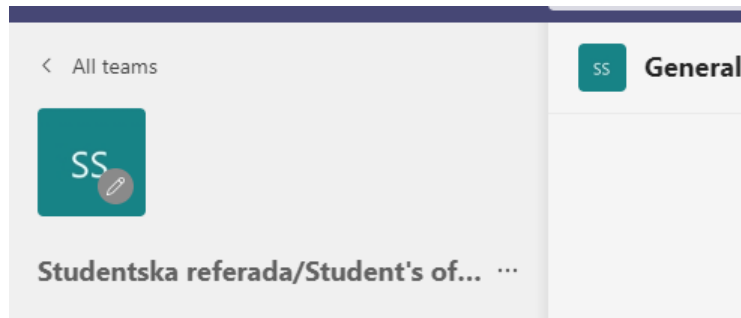 All teams
SS General
SS
Studentska referada/Student's of... ...